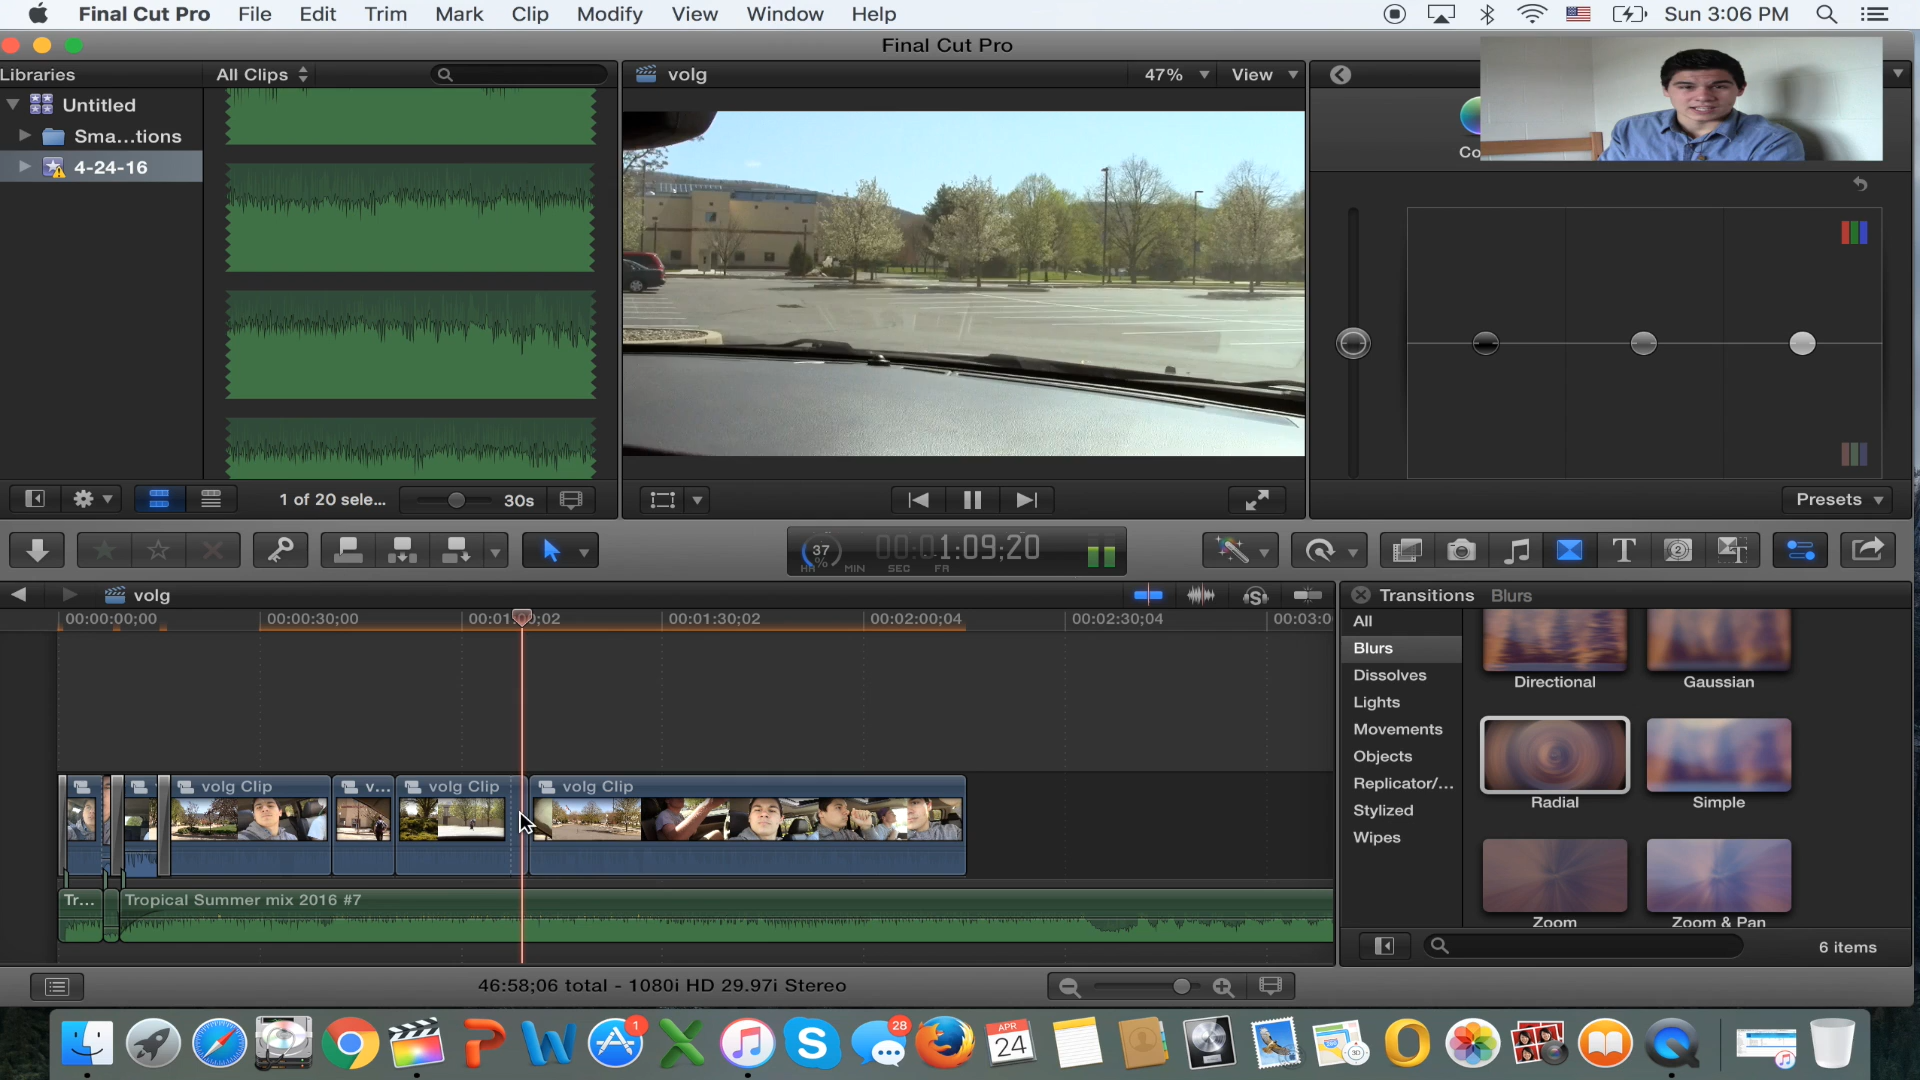 Final Cut Pro File Edit Trim Mark Clip Modify View Window Help Sun 3:06 PM
Final Cut Pro
Libraries All Clips volg 47% View
Untitled
Sma...tions
4-24-16
Co
1 of 20 sele... 30s Presets
37 % 1:09;20
HR MIN SEC FR
volg Transitions Blurs
00:00:00;00 00:00:30;00 00:01:00;02 00:01:30;02 00:02:00;04 00:02:30;04 00:03:0
All
Blurs
Dissolves
Lights
Movements
Objects
Replicator/...
Stylized
Wipes
Directional Gaussian
Radial Simple
Zoom Zoom & Pan
volg Clip v... volg Clip volg Clip
Tr... Tropical Summer mix 2016 #7
6 items
46:58;06 total - 1080i HD 29.97i Stereo
1 28 APR 24 3D